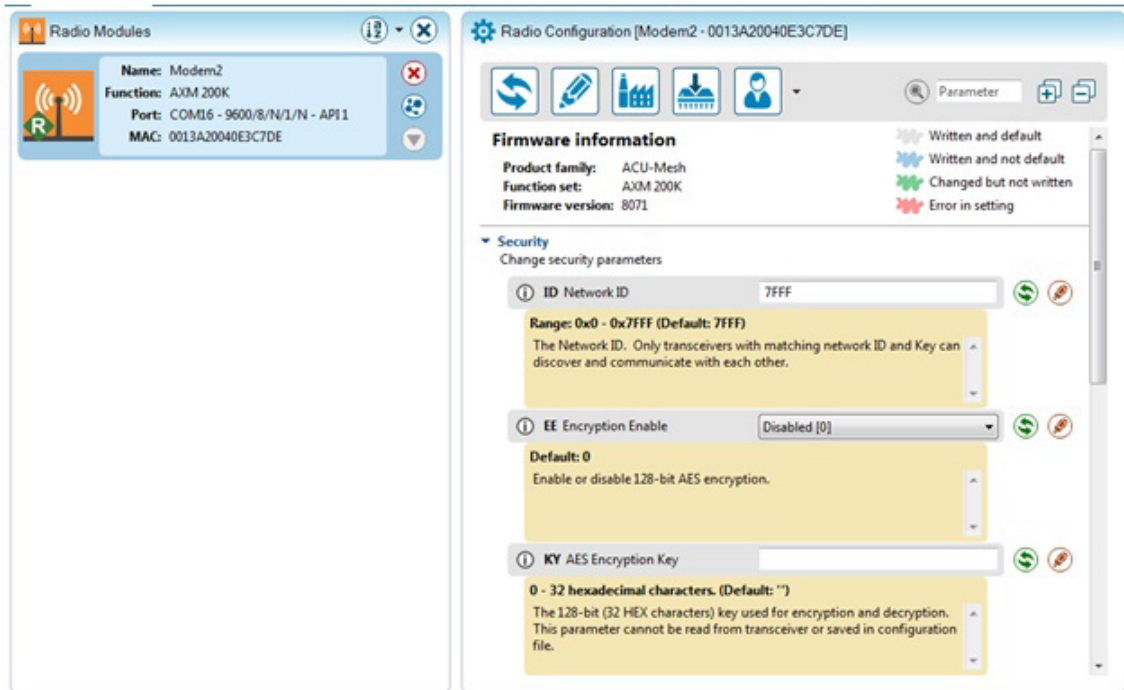 Radio Modules
Name: Modem2
Function: AXM 200K
Port: COM16 - 9600/8/N/1/N - API 1
MAC: 0013A20040E3C7DE
R
Radio Configuration [Modem2 - 0013A20040E3C7DE]
Parameter
Firmware information
Product family: ACU-Mesh
Function set: AXM 200K
Firmware version: 8071
Written and default
Written and not default
Changed but not written
Error in setting
Security
Change security parameters
ID Network ID 7FFF
Range: 0x0 - 0x7FFF (Default: 7FFF)
The Network ID. Only transceivers with matching network ID and Key can
discover and communicate with each other.
EE Encryption Enable Disabled [0]
Default: 0
Enable or disable 128-bit AES encryption.
KY AES Encryption Key
0 - 32 hexadecimal characters. (Default: '')
The 128-bit (32 HEX characters) key used for encryption and decryption.
This parameter cannot be read from transceiver or saved in configuration
file.